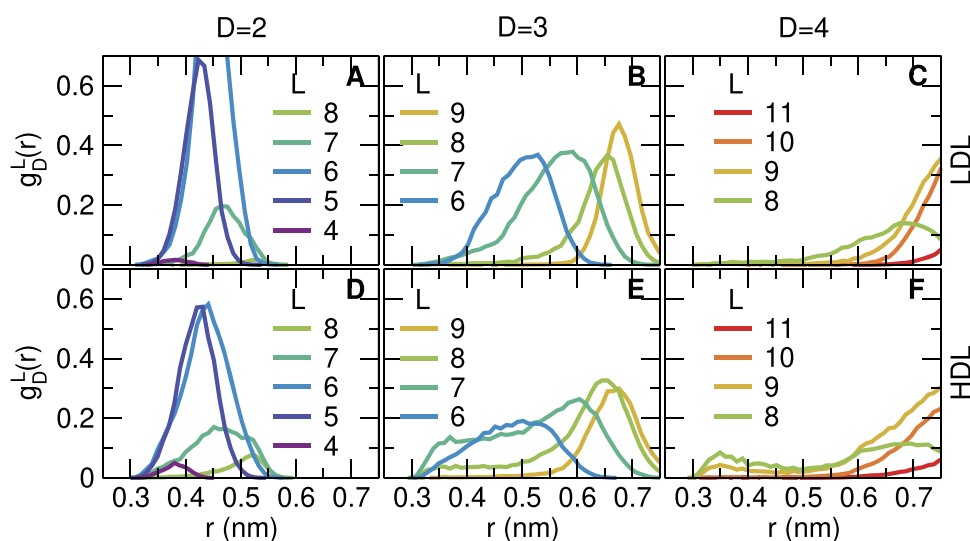 D=2 D=3 D=4
A B C
L L L
0.6 8 9 11
7 8 10
0.4 6 7 9
0.2 5 6 8
4
0
g_D^L(r)
LDL
D E F
L L L
0.6 8 9 11
7 8 10
0.4 6 7 9
0.2 5 6 8
4
0
g_D^L(r)
HDL
0.3 0.4 0.5 0.6 0.7 0.3 0.4 0.5 0.6 0.7 0.3 0.4 0.5 0.6 0.7
r (nm) r (nm) r (nm)